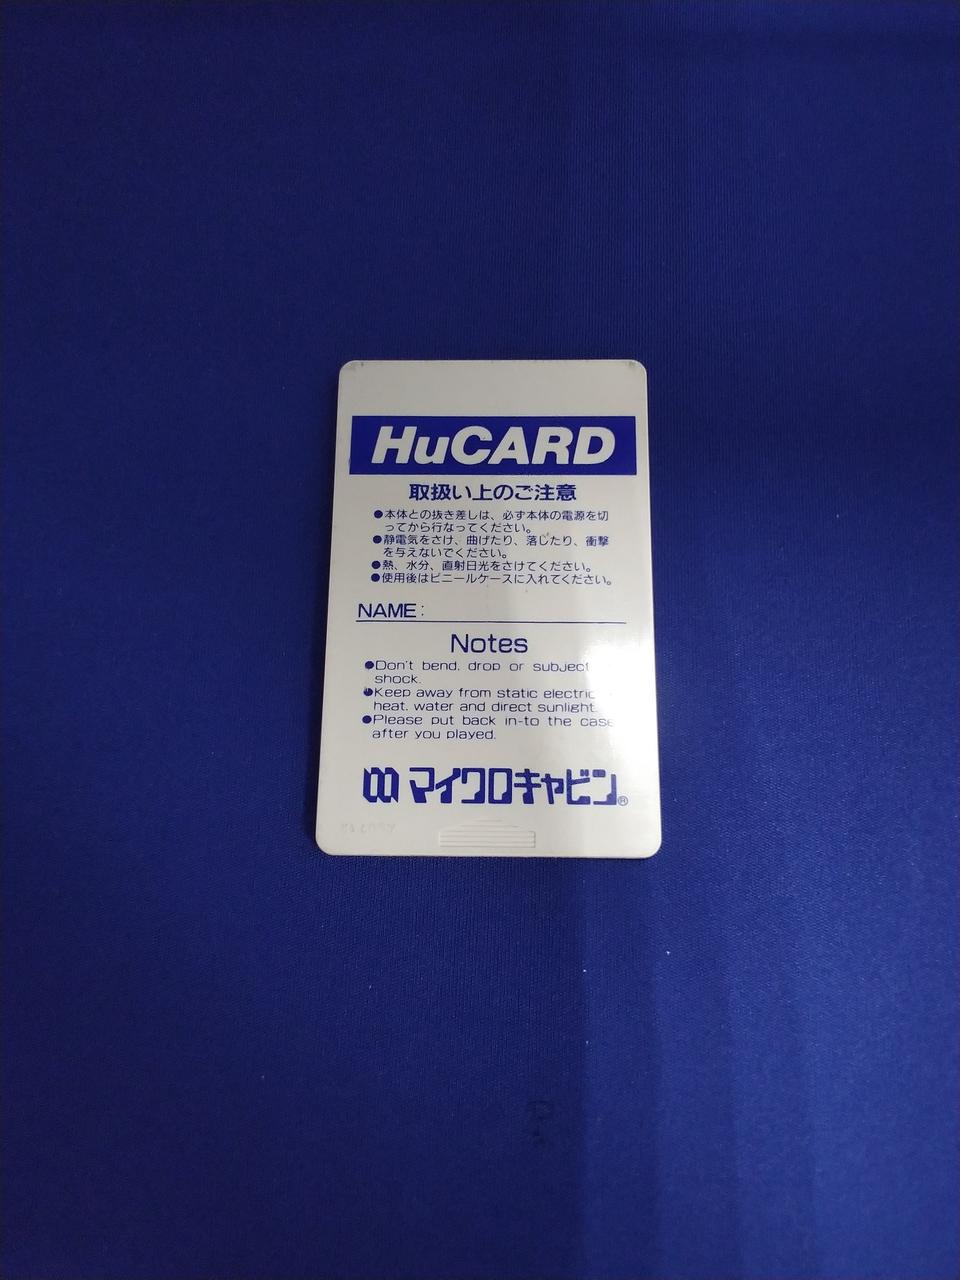 HuCARD
取扱い上のご注意
●本体との抜き差しは、必ず本体の電源を切
ってから行なってください。
●静電気をさけ、曲げたり、落としたり、衝撃
を与えないでください。
●熱、水分、直射日光をさけてください。
●使用後はビニールケースに入れてください。
NAME:
Notes
●Don't bend, drop or subject
shock.
●Keep away from static
heat, water and direct sunlight.
●Please put back in-to the case
after you played.
マイクロキャビン®